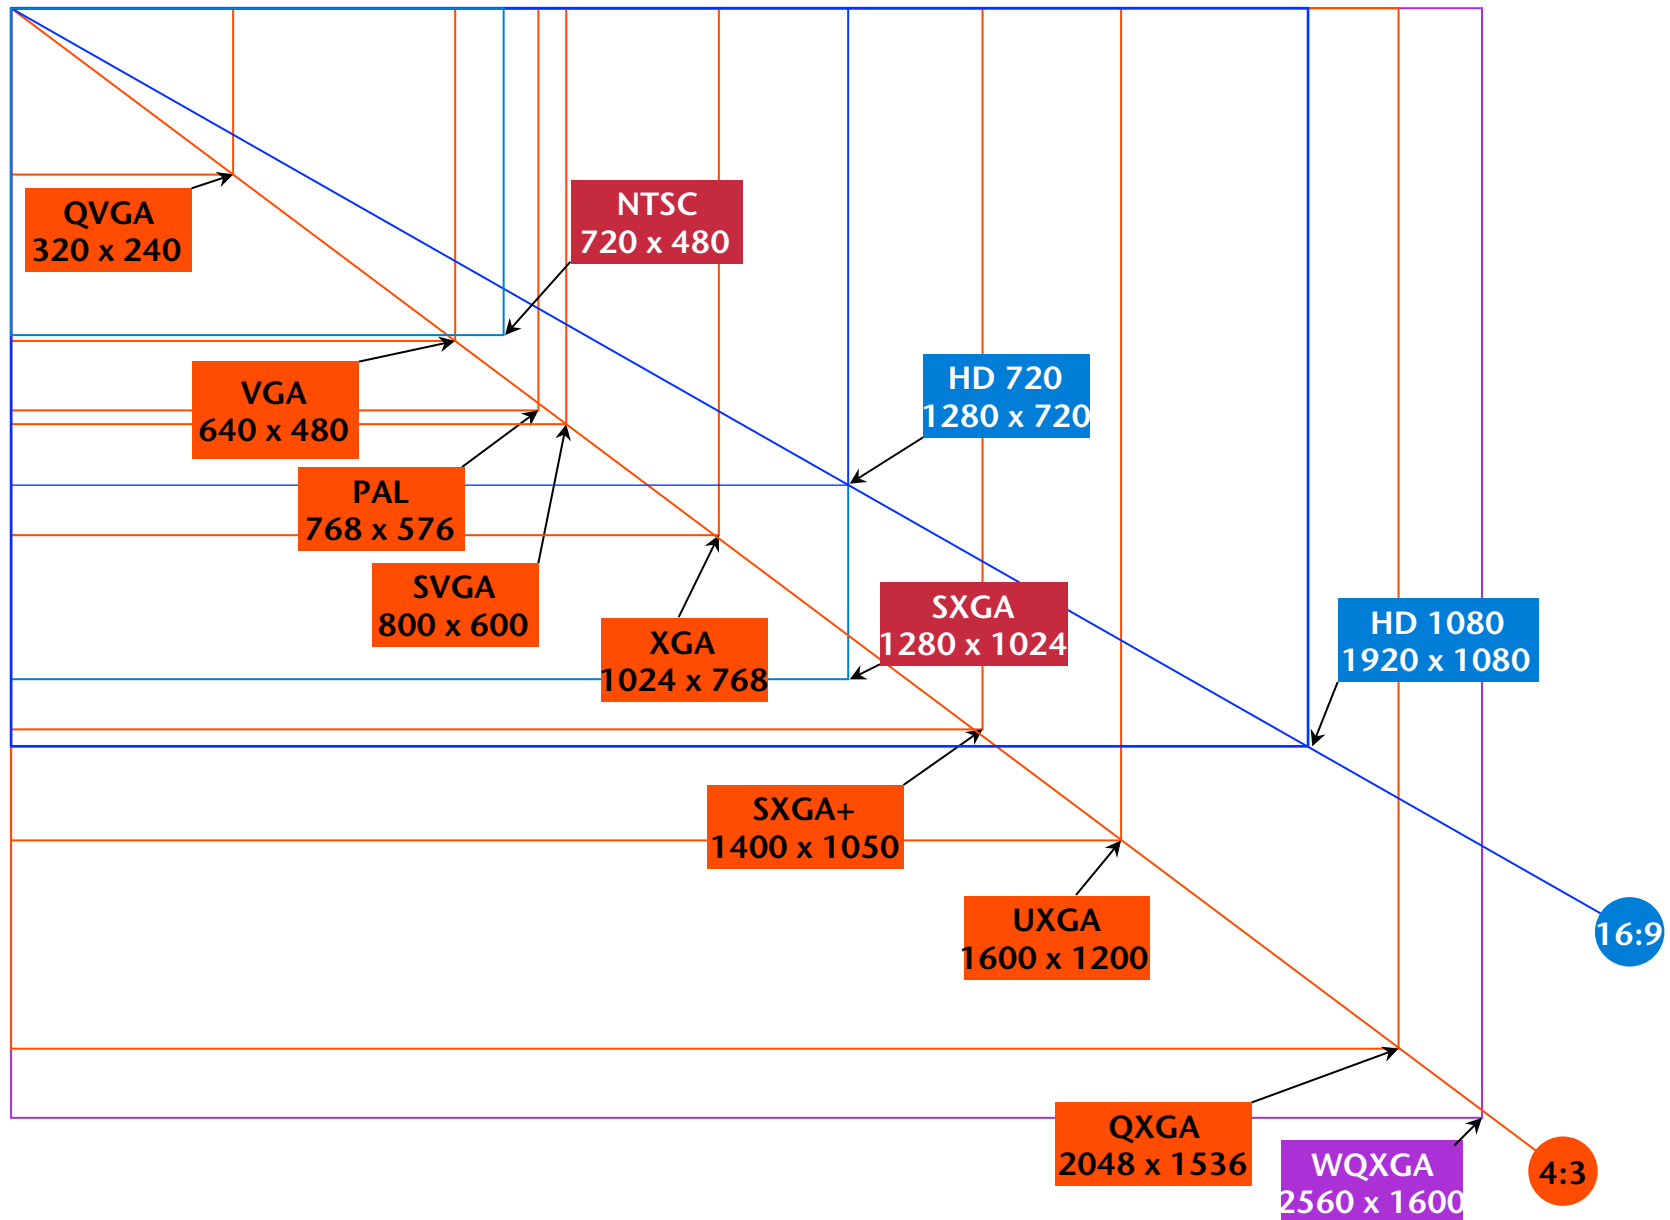 QVGA
320 x 240
NTSC
720 x 480
VGA
640 x 480
HD 720
1280 x 720
PAL
768 x 576
SVGA
800 x 600
SXGA
1280 x 1024
XGA
1024 x 768
HD 1080
1920 x 1080
SXGA+
1400 x 1050
UXGA
1600 x 1200
16:9
QXGA
2048 x 1536
WQXGA
2560 x 1600
4:3